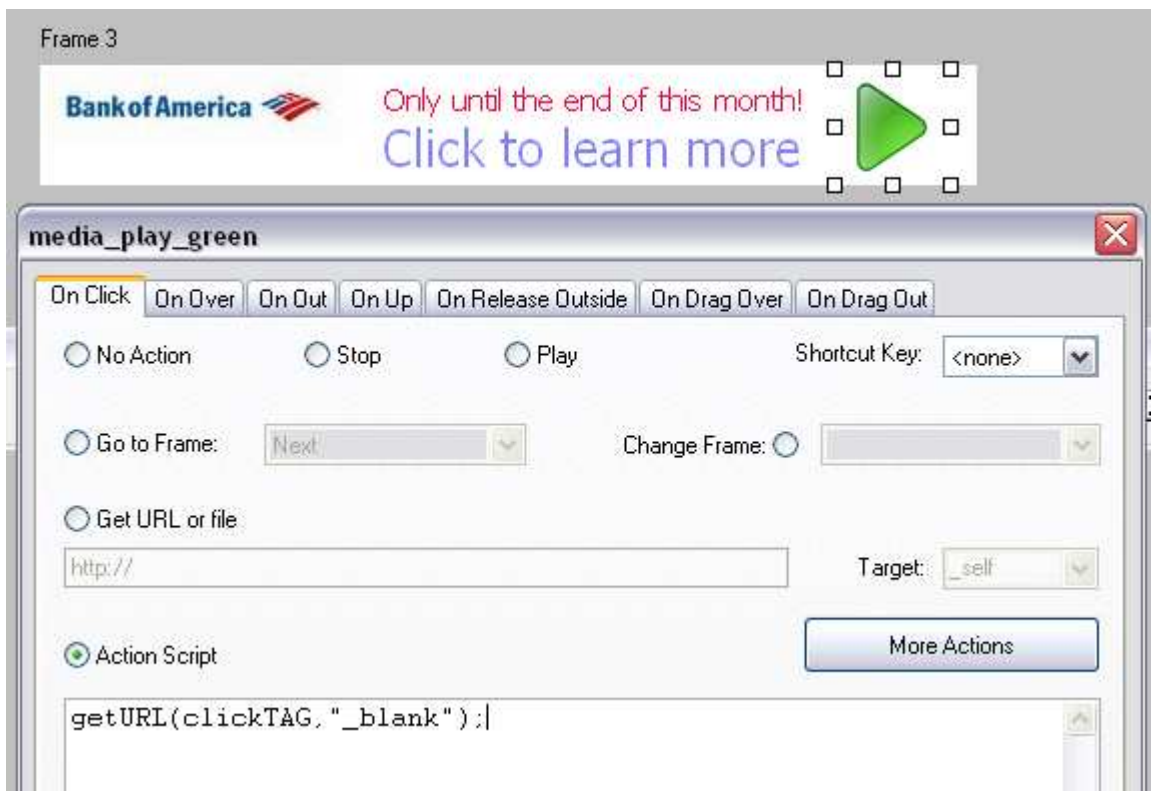 Frame 3
Bank of America
Only until the end of this month!
Click to learn more
media_play_green
On Click On Over On Out On Up On Release Outside On Drag Over On Drag Out
No Action Stop Play Shortcut Key: <none>
Go to Frame: Next Change Frame:
Get URL or file
http:// Target: _self
Action Script More Actions
getURL(clickTAG,"_blank");